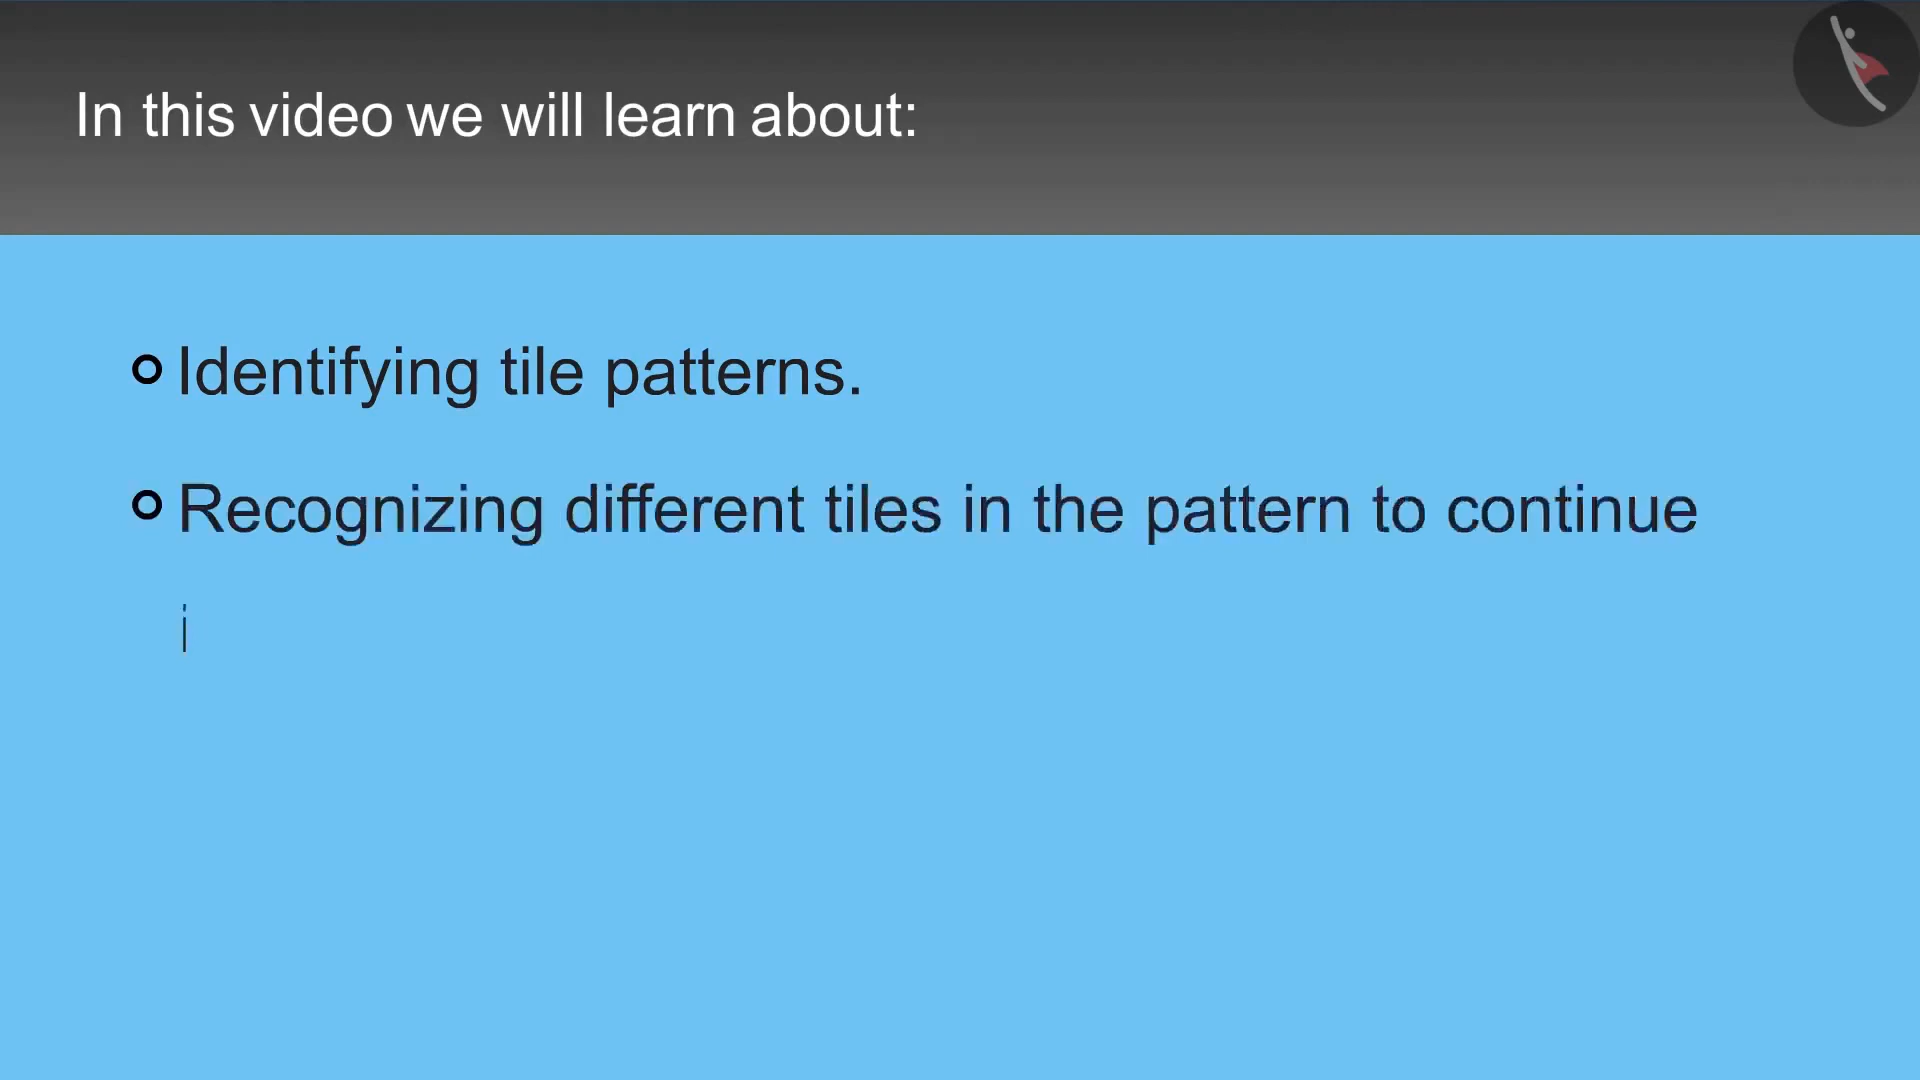 In this video we will learn about:
Identifying tile patterns.
Recognizing different tiles in the pattern to continue
i